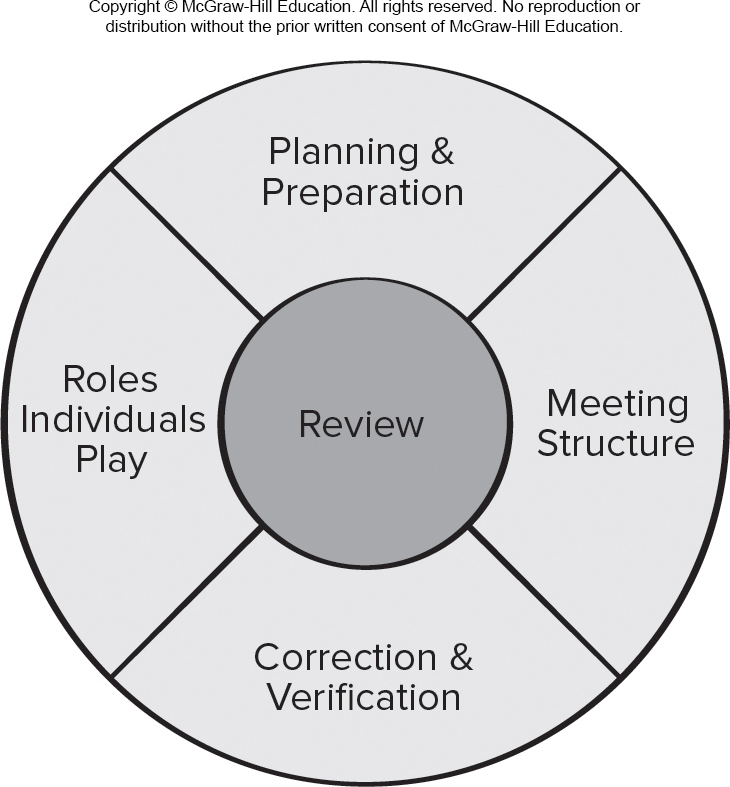 Copyright © McGraw-Hill Education. All rights reserved. No reproduction or
distribution without the prior written consent of McGraw-Hill Education.
Planning &
Preparation
Roles
Individuals
Play
Review
Meeting
Structure
Correction &
Verification